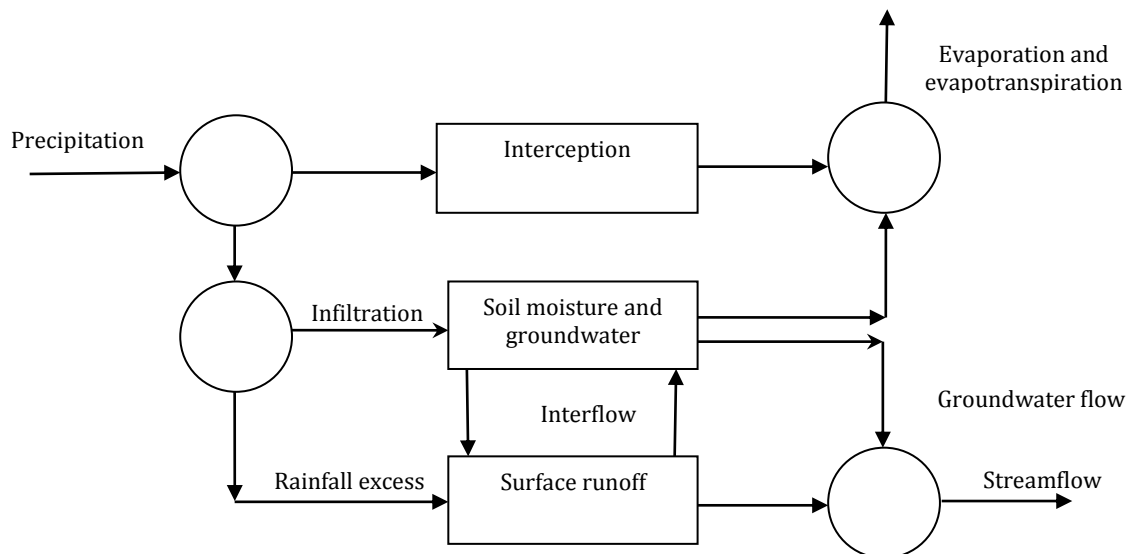 Evaporation and
evapotranspiration
Precipitation
Interception
Infiltration
Soil moisture and
groundwater
Interflow
Groundwater flow
Rainfall excess
Surface runoff
Streamflow